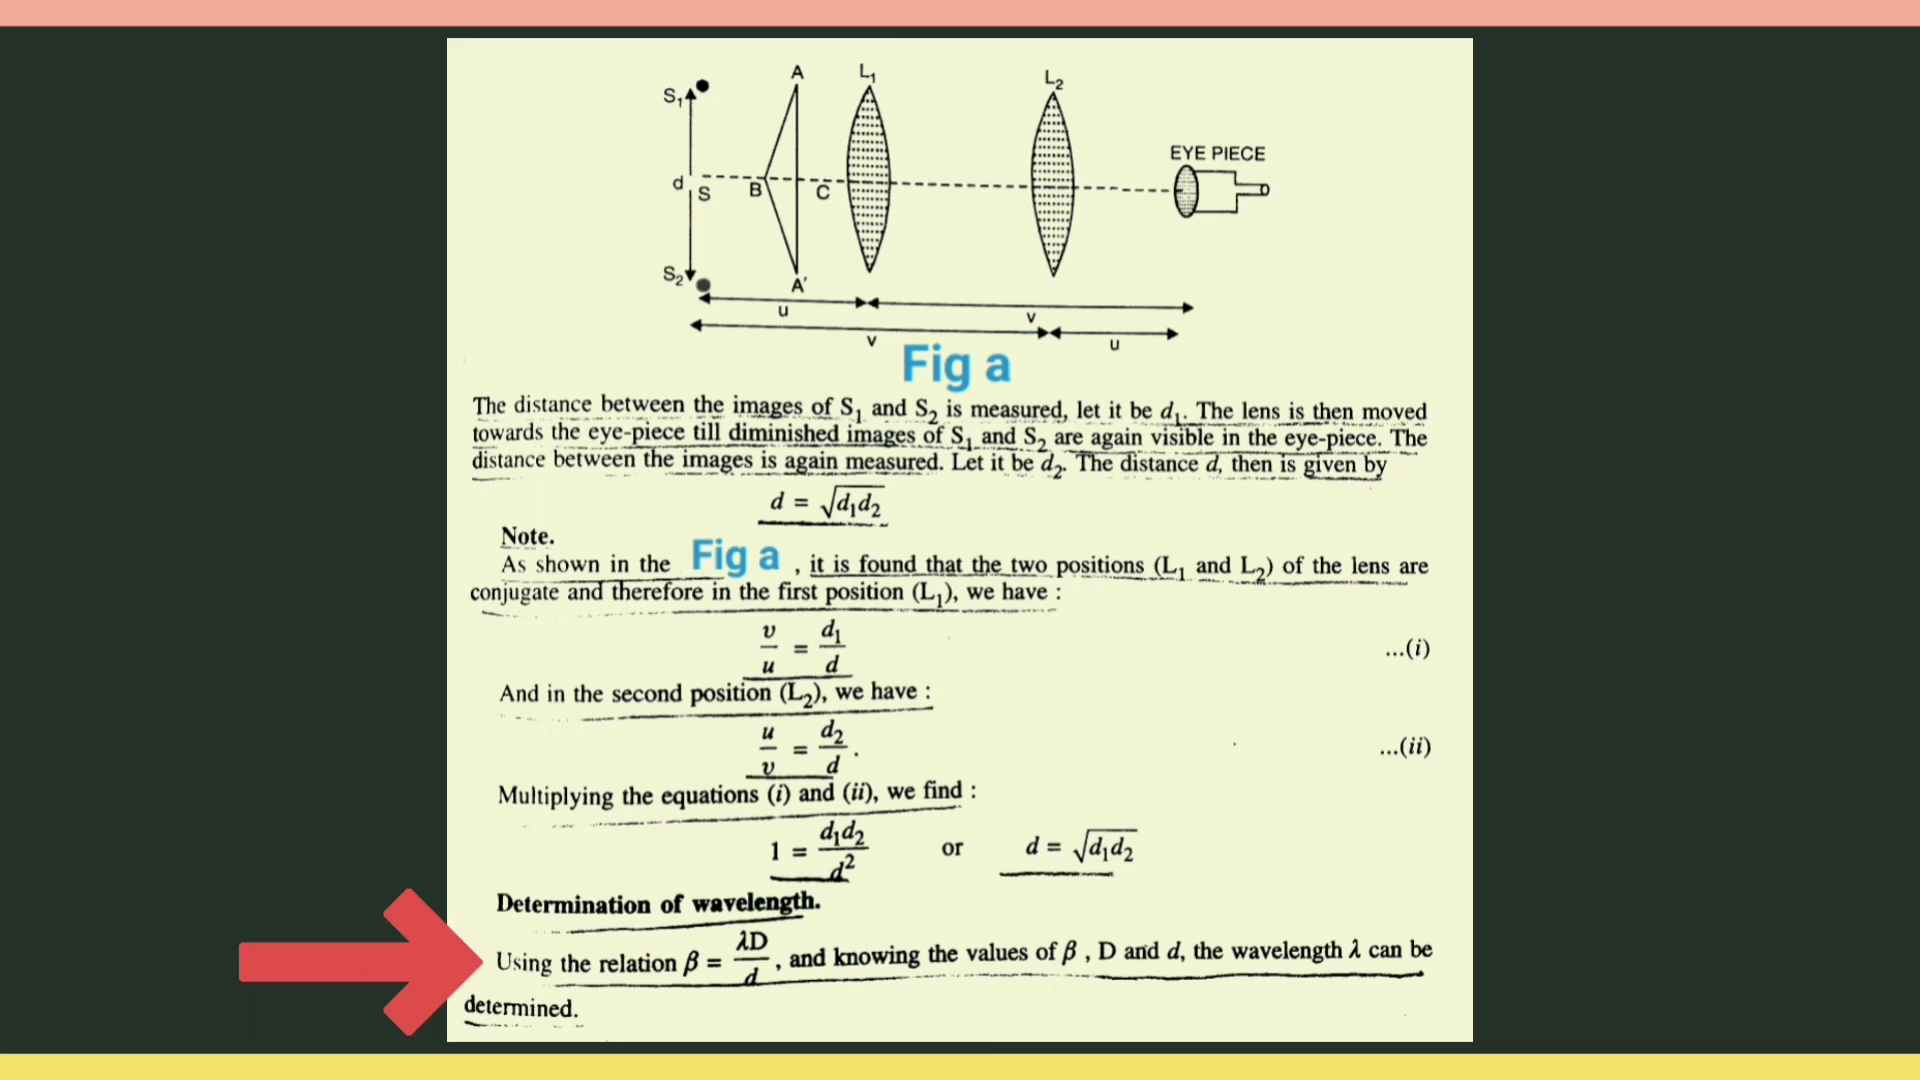 A L₁ L₂
S₁
EYE PIECE
d S B C
S₂ A′
u v
v u
Fig a
The distance between the images of S₁ and S₂ is measured, let it be d₁. The lens is then moved
towards the eye-piece till diminished images of S₁ and S₂ are again visible in the eye-piece. The
distance between the images is again measured. Let it be d₂. The distance d, then is given by
d = √d₁d₂
Note.
As shown in the Fig a , it is found that the two positions (L₁ and L₂) of the lens are
conjugate and therefore in the first position (L₁), we have :
υ/u = d₁/d ...(i)
And in the second position (L₂), we have :
u/υ = d₂/d . ...(ii)
Multiplying the equations (i) and (ii), we find :
1 = d₁d₂/d² or d = √d₁d₂
Determination of wavelength.
Using the relation β = λD/d , and knowing the values of β , D and d, the wavelength λ can be
determined.